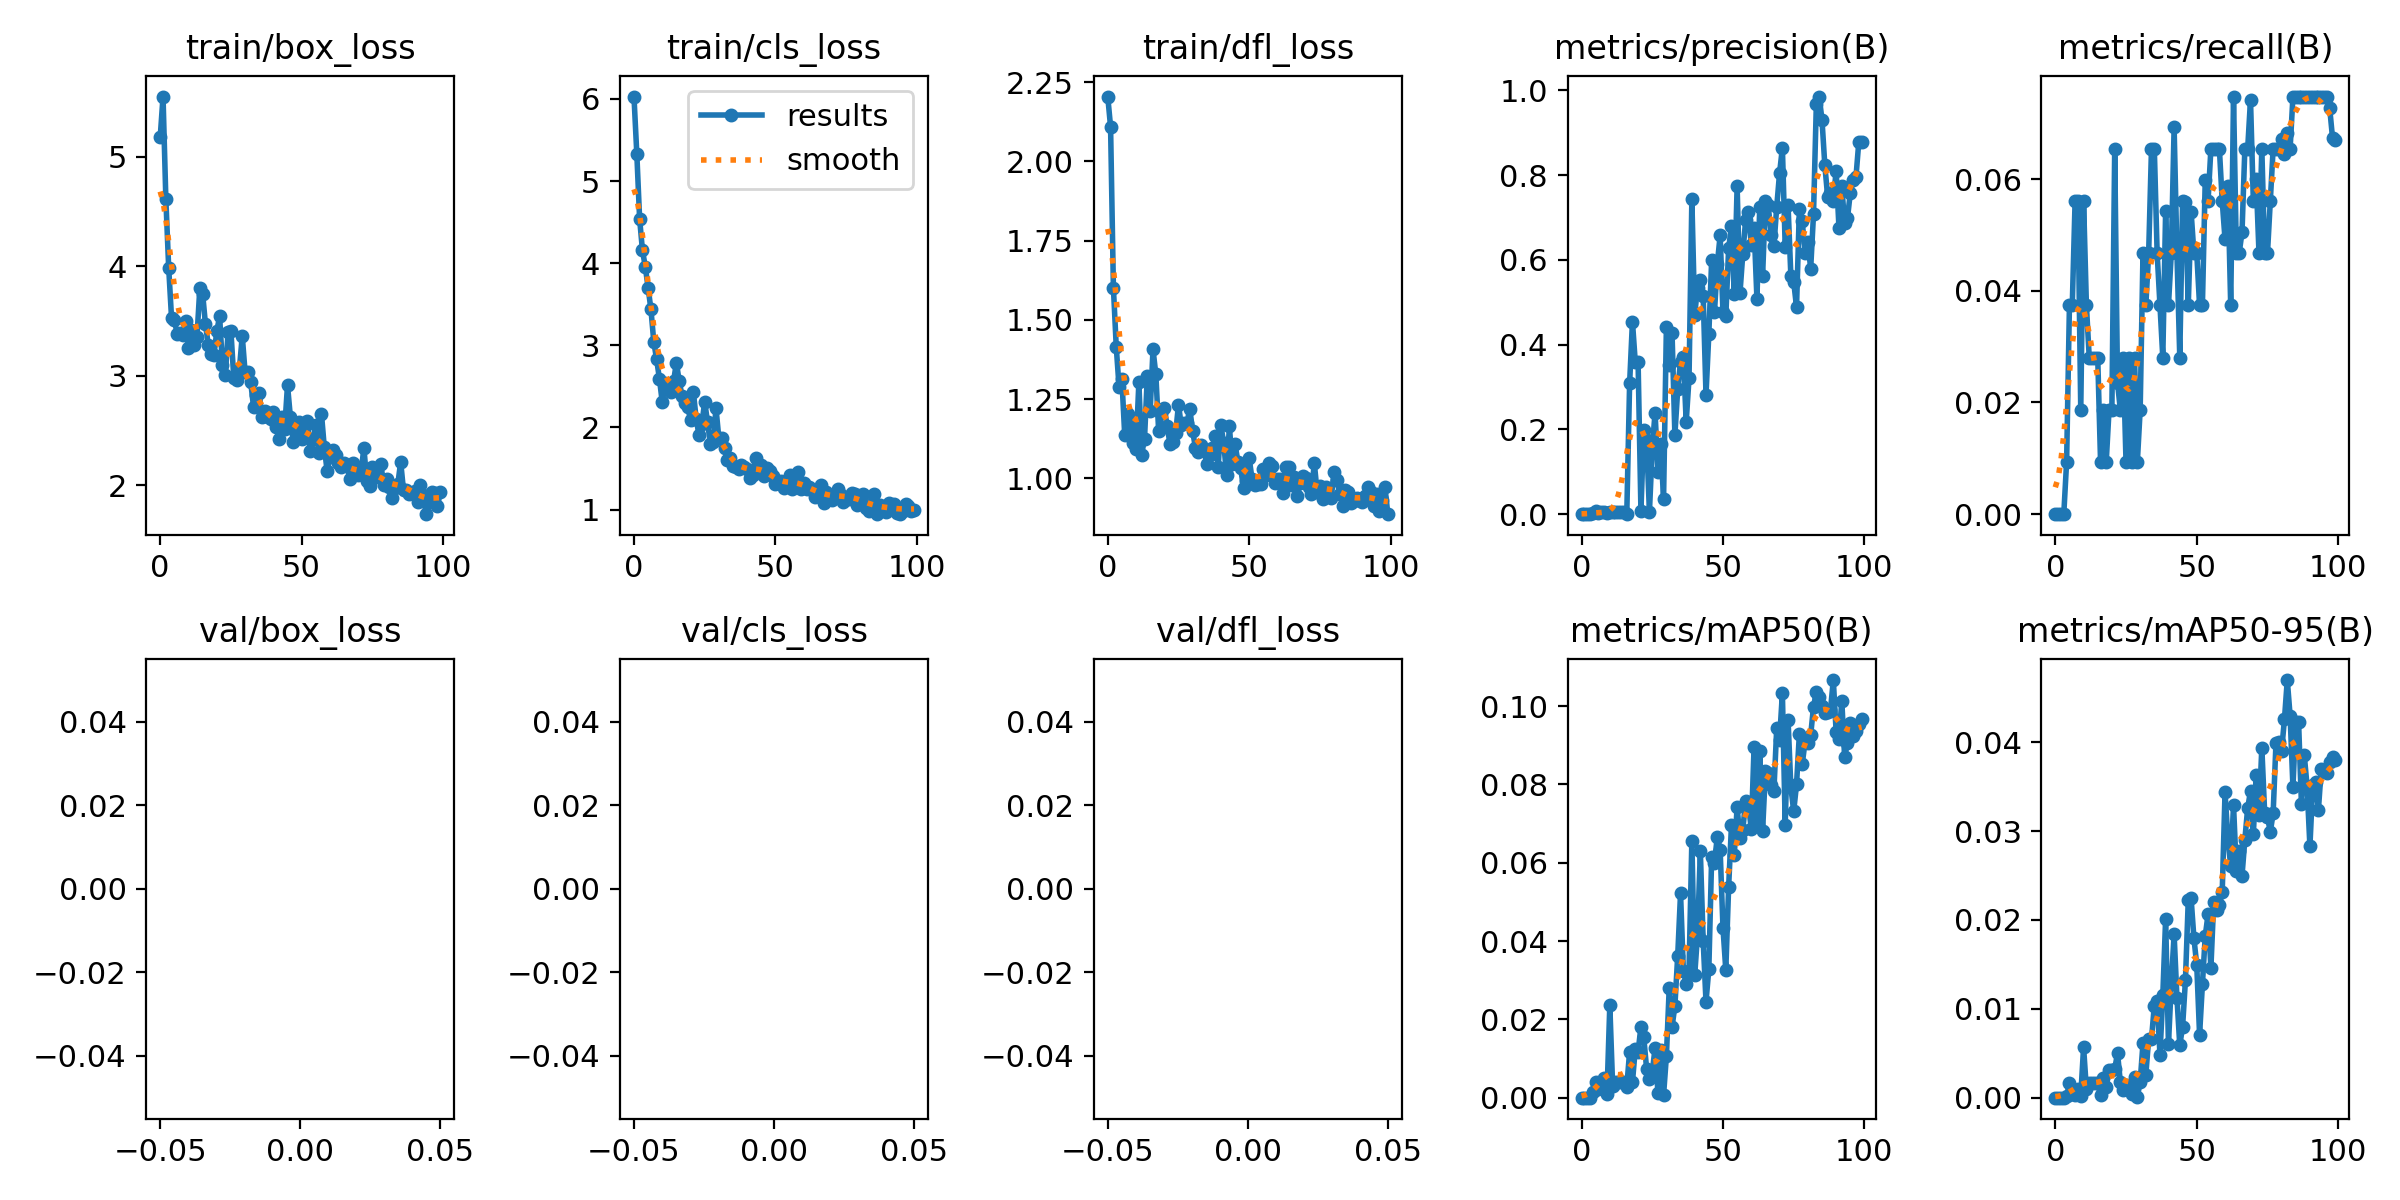 train/box_loss
5
4
3
2
0 50 100
train/cls_loss
6
5
4
3
2
1
0 50 100
results
smooth
train/dfl_loss
2.25
2.00
1.75
1.50
1.25
1.00
0 50 100
metrics/precision(B)
1.0
0.8
0.6
0.4
0.2
0.0
0 50 100
metrics/recall(B)
0.06
0.04
0.02
0.00
0 50 100
val/box_loss
0.04
0.02
0.00
−0.02
−0.04
−0.05 0.00 0.05
val/cls_loss
0.04
0.02
0.00
−0.02
−0.04
−0.05 0.00 0.05
val/dfl_loss
0.04
0.02
0.00
−0.02
−0.04
−0.05 0.00 0.05
metrics/mAP50(B)
0.10
0.08
0.06
0.04
0.02
0.00
0 50 100
metrics/mAP50-95(B)
0.04
0.03
0.02
0.01
0.00
0 50 100